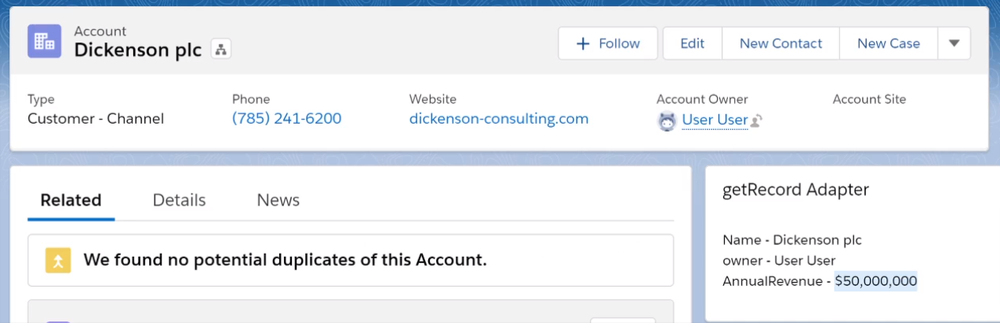 Account
Dickenson plc
+ Follow
Edit
New Contact
New Case
Type
Phone
Website
Account Owner
Account Site
Customer - Channel
(785) 241-6200
dickenson-consulting.com
User User
Related
Details
News
We found no potential duplicates of this Account.
getRecord Adapter
Name - Dickenson plc
owner - User User
AnnualRevenue - $50,000,000